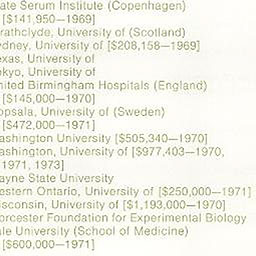 ate Serum Institute (Copenhagen)
[$141,950—1969]
rathclyde, University of (Scotland)
ydney, University of [$208,158—1969]
exas, University of
okyo, University of
nited Birmingham Hospitals (England)
[$145,000—1970]
ppsala, University of (Sweden)
[$472,000—1971]
ashington University [$505,340—1970]
ashington, University of [$977,403—1970,
1971, 1973]
ayne State University
estern Ontario, University of [$250,000—1971]
isconsin, University of [$1,193,000—1970]
orcester Foundation for Experimental Biology
ale University (School of Medicine)
[$600,000—1971]